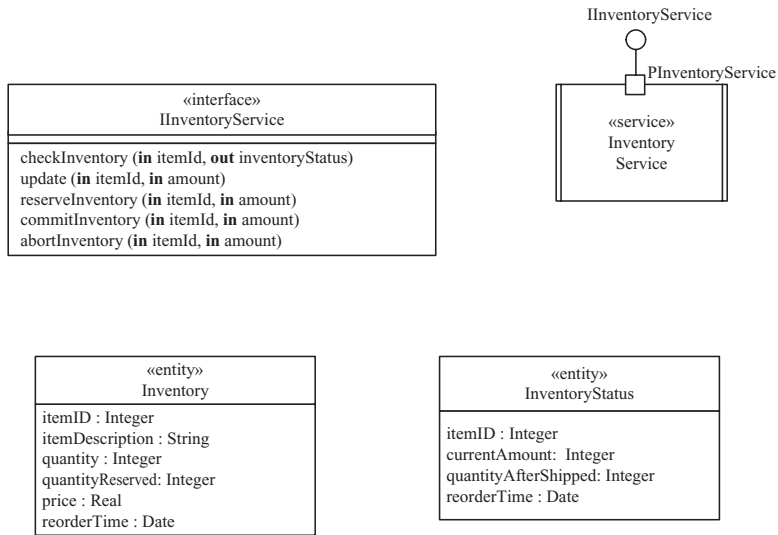 IInventoryService
PInventoryService
«service»
Inventory
Service
«interface»
IInventoryService
checkInventory (in itemId, out inventoryStatus)
update (in itemId, in amount)
reserveInventory (in itemId, in amount)
commitInventory (in itemId, in amount)
abortInventory (in itemId, in amount)
«entity»
Inventory
itemID : Integer
itemDescription : String
quantity : Integer
quantityReserved: Integer
price : Real
reorderTime : Date
«entity»
InventoryStatus
itemID : Integer
currentAmount: Integer
quantityAfterShipped: Integer
reorderTime : Date